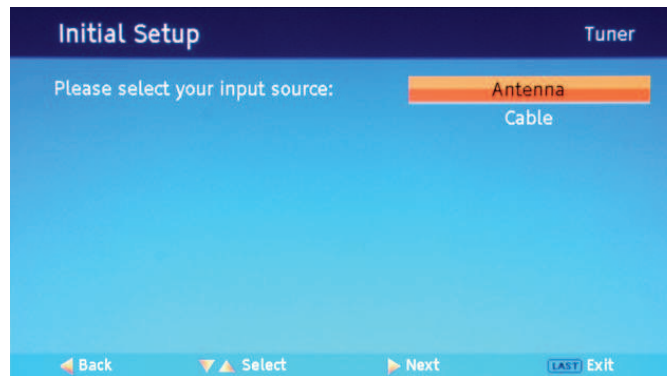 Initial Setup Tuner
Please select your input source: Antenna
Cable
Back Select Next LAST Exit